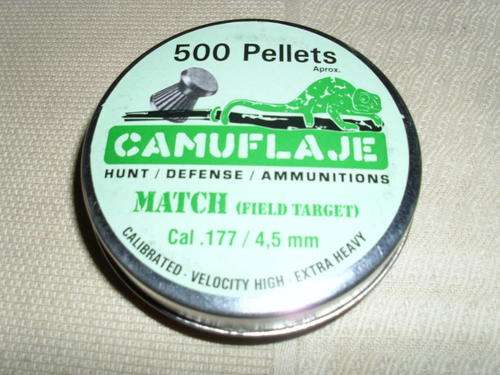 500 Pellets
Aprox.
CAMUFLAJE
HUNT / DEFENSE / AMMUNITIONS
MATCH (FIELD TARGET)
Cal .177 / 4,5 mm
CALIBRATED · VELOCITY HIGH · EXTRA HEAVY